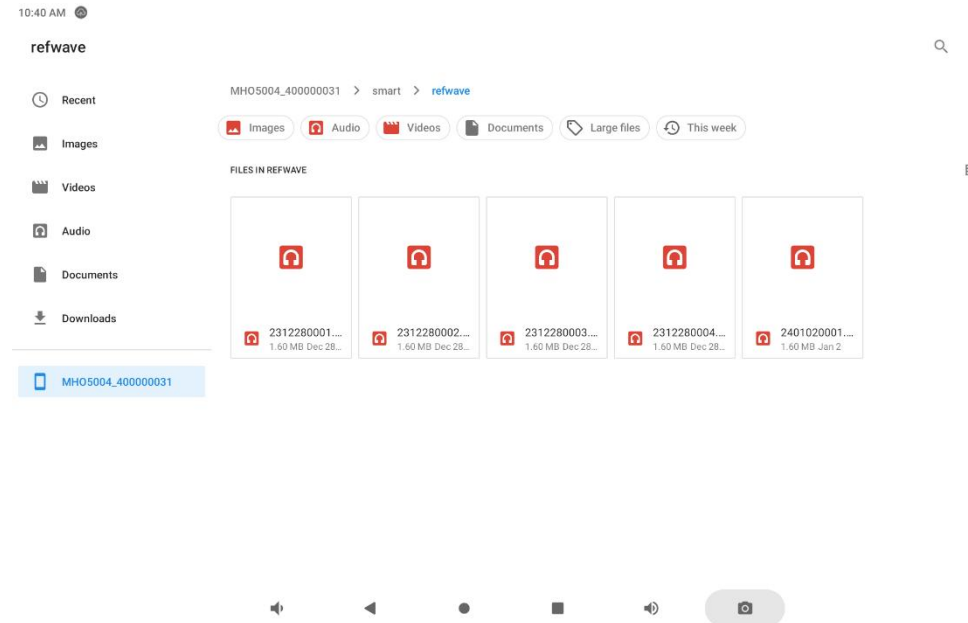 10:40 AM
refwave
Recent
Images
Videos
Audio
Documents
Downloads
MHO5004_400000031
MHO5004_400000031 > smart > refwave
Images Audio Videos Documents Large files This week
FILES IN REFWAVE
2312280001.... 2312280002.... 2312280003.... 2312280004.... 2401020001....
1.60 MB Dec 28... 1.60 MB Dec 28... 1.60 MB Dec 28... 1.60 MB Dec 28... 1.60 MB Jan 2